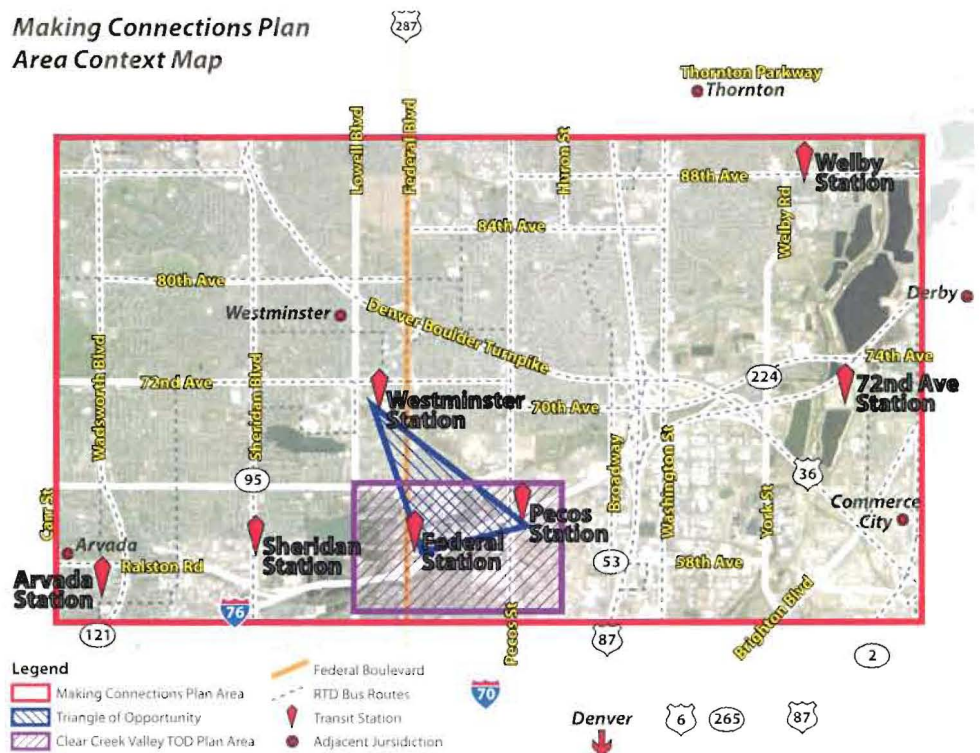 Making Connections Plan
Area Context Map
287
Thornton Parkway
Thornton
Lowell Blvd
Federal Blvd
Huron St
Welby
Station
88th Ave
Welby Rd
84th Ave
80th Ave
Derby
Westminster
Denver Boulder Turnpike
74th Ave
224
72nd Ave
72nd Ave
Station
Westminster
Station
70th Ave
Wadsworth Blvd
Sheridan Blvd
Broadway
Washington St
95
36
Commerce
City
York St
Carr St
Pecos
Station
Arvada
Sheridan
Station
Federal
Station
Ralston Rd
53
58th Ave
Arvada
Station
76
Pecos St
Brighton Blvd
121
87
2
Legend
Making Connections Plan Area
Triangle of Opportunity
Clear Creek Valley TOD Plan Area
Federal Boulevard
RTD Bus Routes
Transit Station
Adjacent Jursidiction
70
Denver
6
265
87